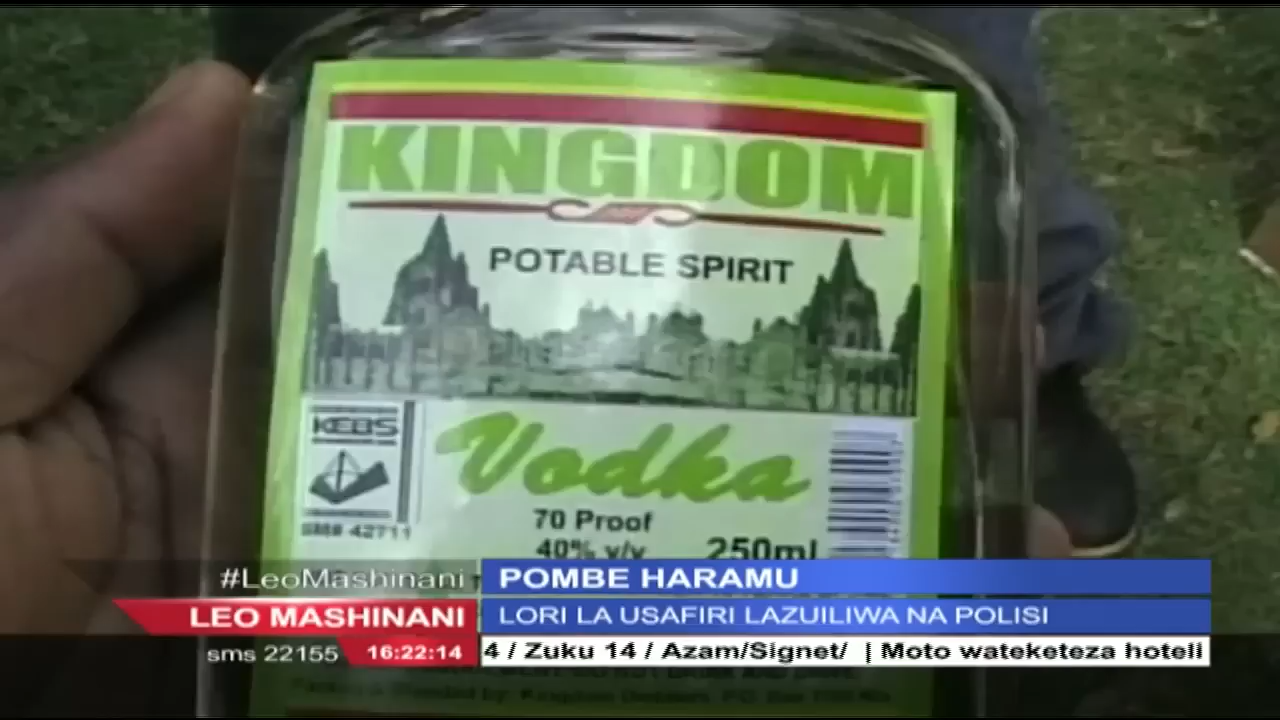 KINGDOM
POTABLE SPIRIT
KEBS
SM# 42711
Vodka
70 Proof
40% v/v
250ml
#LeoMashinani
POMBE HARAMU
LEO MASHINANI
LORI LA USAFIRI LAZUILIWA NA POLISI
sms 22155
16:22:14
4 / Zuku 14 / Azam/Signet/ | Moto wateketeza hoteli